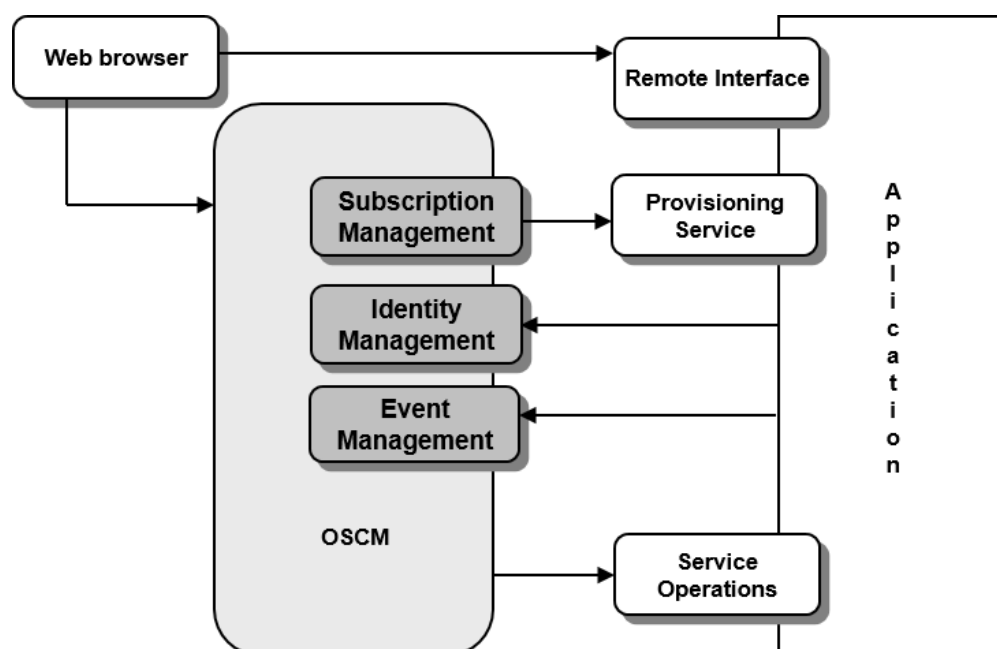 Web browser
Remote Interface
Subscription
Management
Provisioning
Service
Identity
Management
Event
Management
OSCM
Service
Operations
A
p
p
l
i
c
a
t
i
o
n